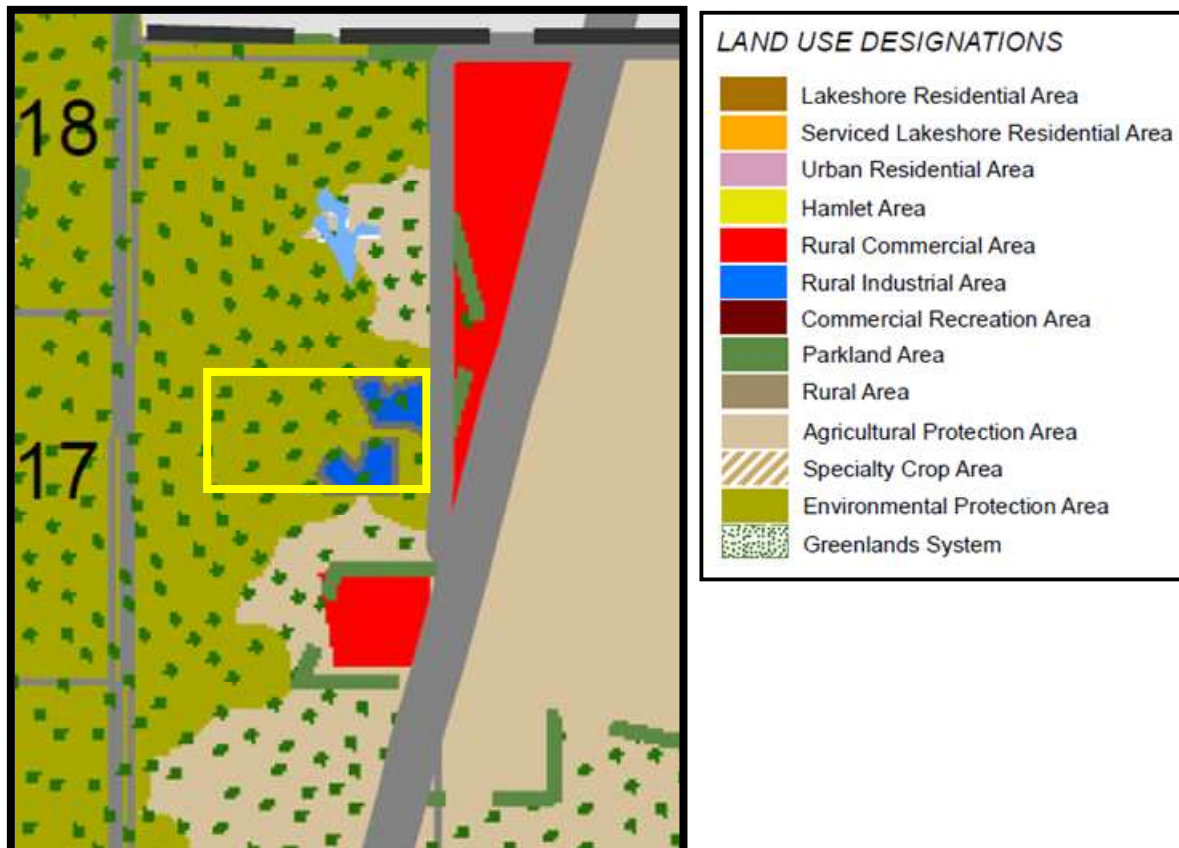 18
17
LAND USE DESIGNATIONS
Lakeshore Residential Area
Serviced Lakeshore Residential Area
Urban Residential Area
Hamlet Area
Rural Commercial Area
Rural Industrial Area
Commercial Recreation Area
Parkland Area
Rural Area
Agricultural Protection Area
Specialty Crop Area
Environmental Protection Area
Greenlands System